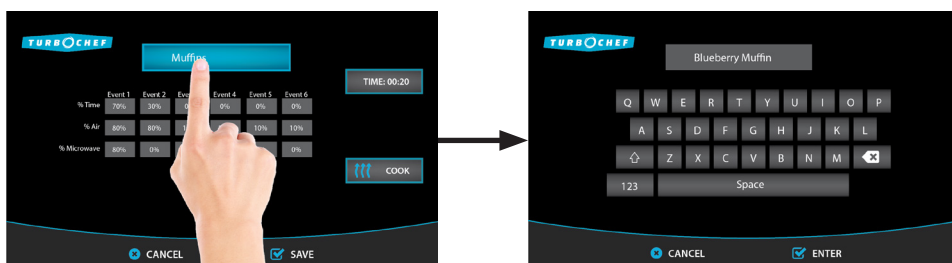 TURBOCHEF
Muffins
TIME: 00:20
Event 1 Event 2 Event 4 Event 5 Event 6
% Time 70% 30% 0% 0% 0%
% Air 80% 80% 10% 10%
% Microwave 80% 0% 0%
COOK
CANCEL SAVE
TURBOCHEF
Blueberry Muffin
Q W E R T Y U I O P
A S D F G H J K L
Z X C V B N M
123 Space
CANCEL ENTER